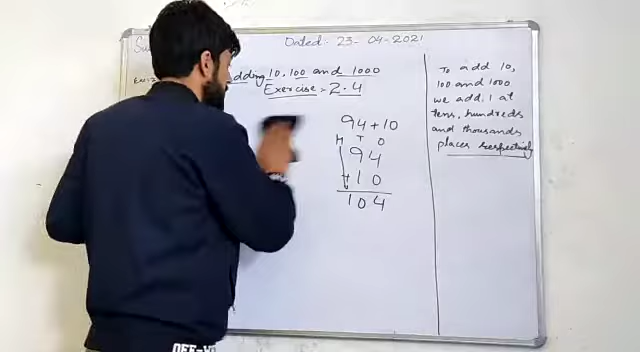 Dated:- 23-04-2021
adding 10, 100 and 1000
Exercise :- 2.4
94+10
H T O
94
+10
104
To add 10,
100 and 1000
we add 1 at
tens, hundreds
and thousands
places respectively